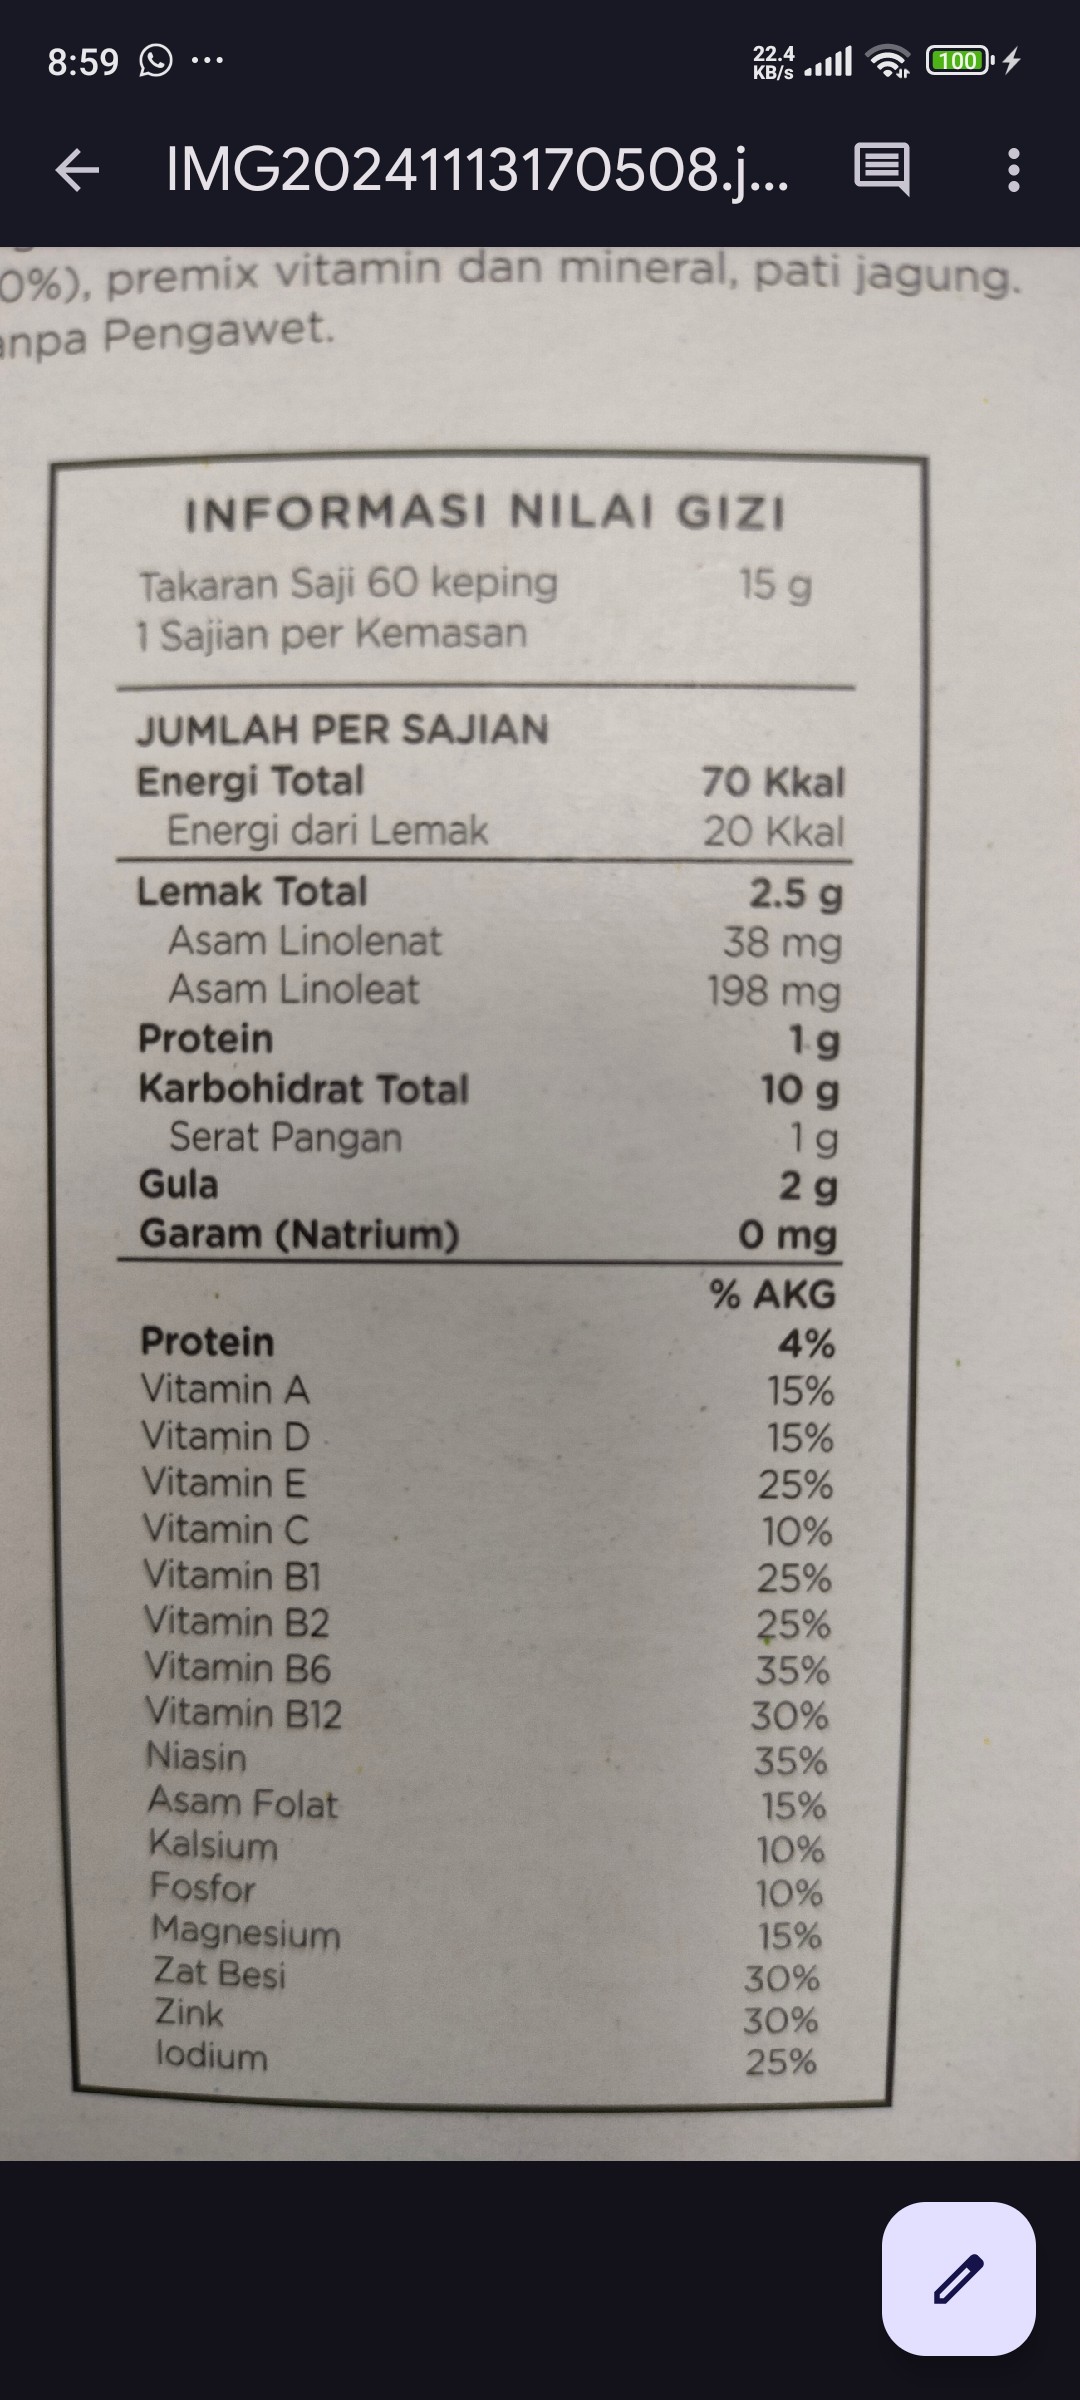 8:59
22.4 KB/s
100
IMG20241113170508.j...
0%), premix vitamin dan mineral, pati jagung.
anpa Pengawet.
INFORMASI NILAI GIZI
Takaran Saji 60 keping 15 g
1 Sajian per Kemasan
JUMLAH PER SAJIAN
Energi Total 70 Kkal
Energi dari Lemak 20 Kkal
Lemak Total 2.5 g
Asam Linolenat 38 mg
Asam Linoleat 198 mg
Protein 1 g
Karbohidrat Total 10 g
Serat Pangan 1 g
Gula 2 g
Garam (Natrium) 0 mg
% AKG
Protein 4%
Vitamin A 15%
Vitamin D 15%
Vitamin E 25%
Vitamin C 10%
Vitamin B1 25%
Vitamin B2 25%
Vitamin B6 35%
Vitamin B12 30%
Niasin 35%
Asam Folat 15%
Kalsium 10%
Fosfor 10%
Magnesium 15%
Zat Besi 30%
Zink 30%
Iodium 25%